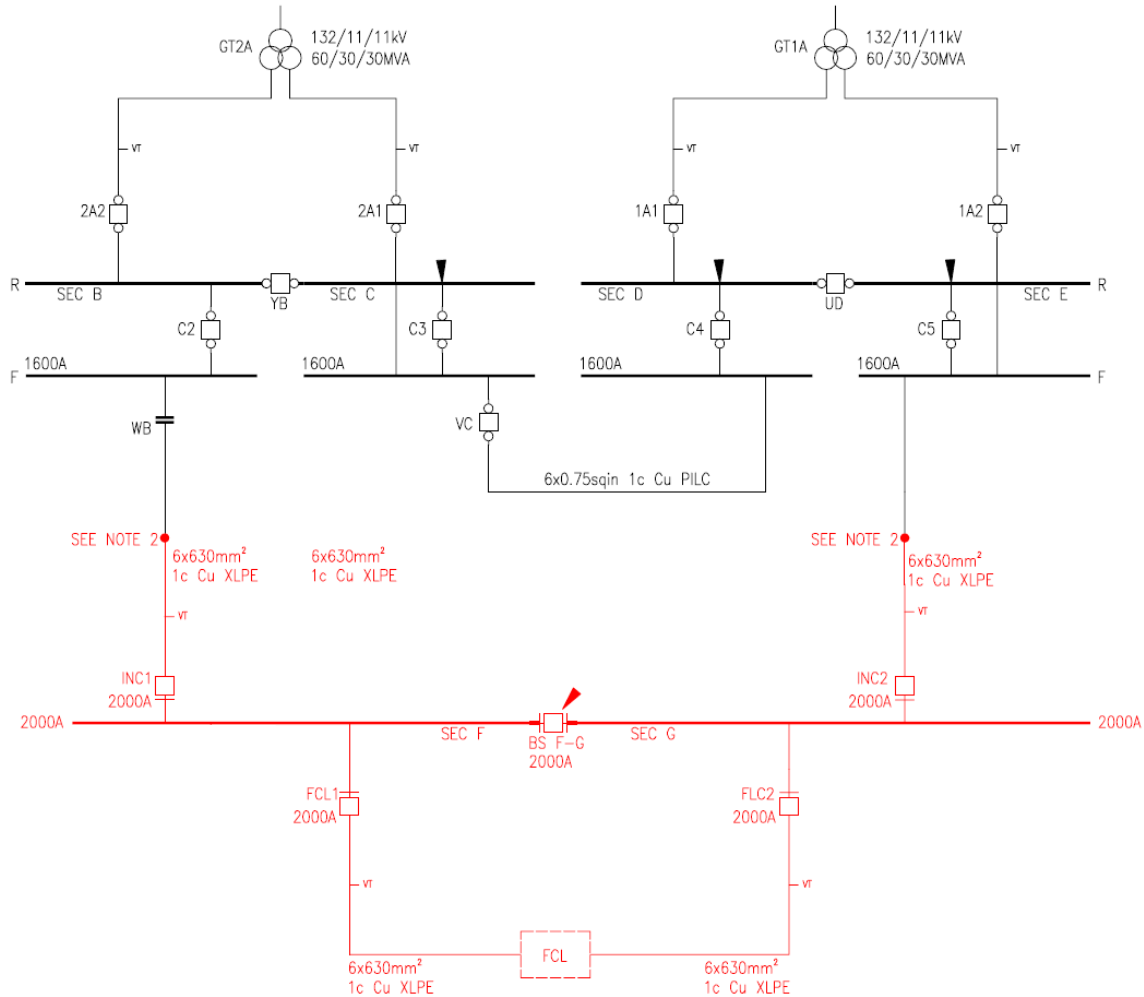 GT2A
132/11/11kV
60/30/30MVA
GT1A
132/11/11kV
60/30/30MVA
VT
VT
VT
VT
2A2
2A1
1A1
1A2
R
SEC B
YB
SEC C
SEC D
UD
SEC E
R
C2
C3
C4
C5
1600A
1600A
1600A
1600A
F
F
WB
VC
6x0.75sqin 1c Cu PILC
SEE NOTE 2
6x630mm²
1c Cu XLPE
6x630mm²
1c Cu XLPE
SEE NOTE 2
6x630mm²
1c Cu XLPE
VT
VT
INC1
2000A
INC2
2000A
2000A
SEC F
BS F-G
2000A
SEC G
2000A
FCL1
2000A
FLC2
2000A
VT
VT
FCL
6x630mm²
1c Cu XLPE
6x630mm²
1c Cu XLPE